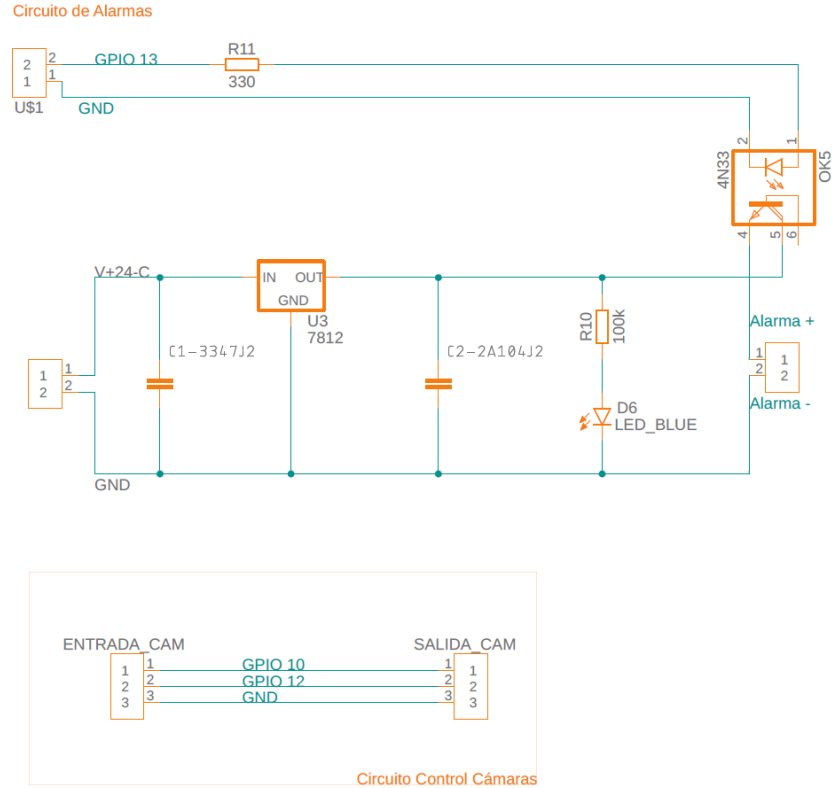 Circuito de Alarmas
R11
2 2 GPIO 13
330
1 1
U$1 GND
2 1
4N33 OK5
4 5 6
V+24-C IN OUT
GND
U3
7812
R10 100k
Alarma +
C1-3347J2 C2-2A104J2
1 1 1 1
2 2 2 2
D6
LED_BLUE
Alarma -
GND
ENTRADA_CAM SALIDA_CAM
1 1 GPIO 10 1 1
2 2 GPIO 12 2 2
3 3 GND 3 3
Circuito Control Cámaras